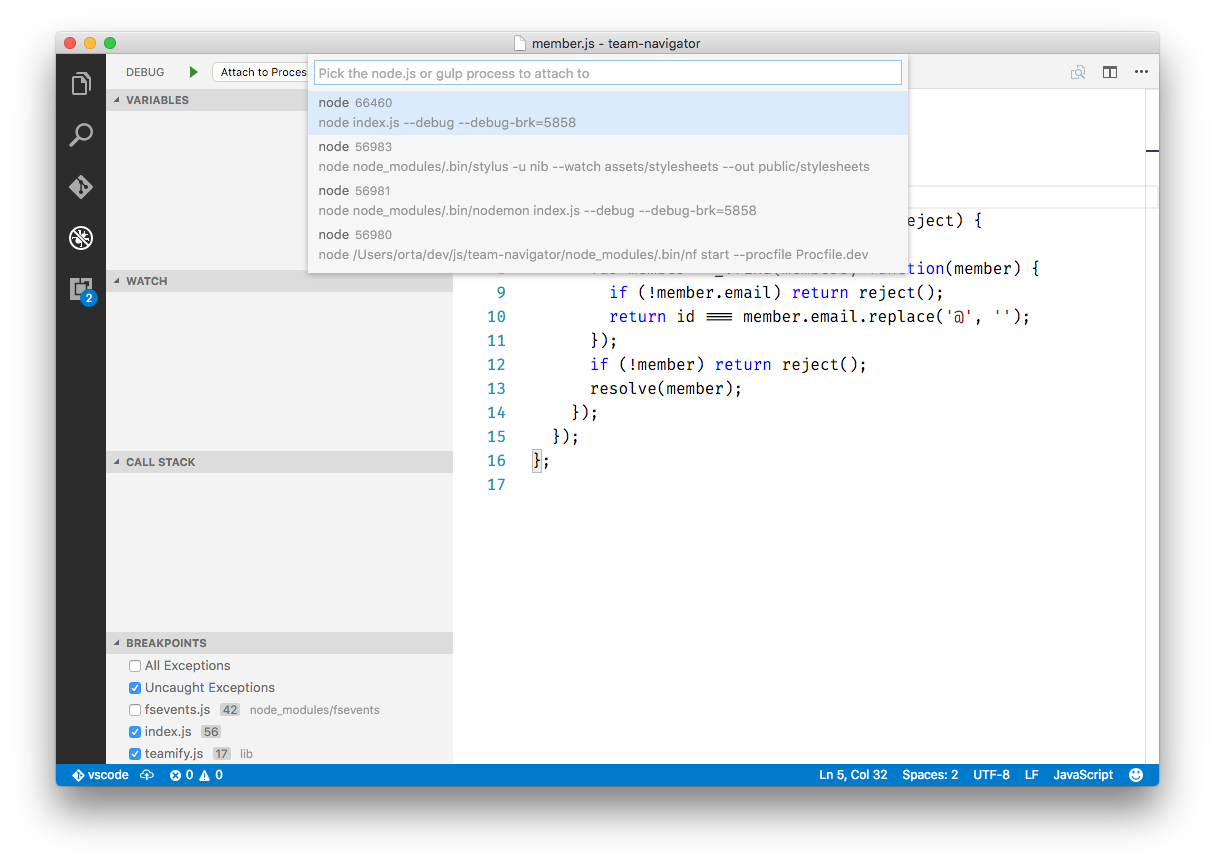 member.js - team-navigator
DEBUG
Attach to Proces
Pick the node.js or gulp process to attach to
node 66460
node index.js --debug --debug-brk=5858
node 56983
node node_modules/.bin/stylus -u nib --watch assets/stylesheets --out public/stylesheets
node 56981
node node_modules/.bin/nodemon index.js --debug --debug-brk=5858
node 56980
node /Users/orta/dev/js/team-navigator/node_modules/.bin/nf start --procfile Procfile.dev
VARIABLES
WATCH
2
CALL STACK
BREAKPOINTS
All Exceptions
Uncaught Exceptions
fsevents.js 42 node_modules/fsevents
index.js 56
teamify.js 17 lib
eject) {
tion(member) {
9 if (!member.email) return reject();
10 return id === member.email.replace('@', '');
11 });
12 if (!member) return reject();
13 resolve(member);
14 });
15 });
16 };
17
vscode 0 0 Ln 5, Col 32 Spaces: 2 UTF-8 LF JavaScript